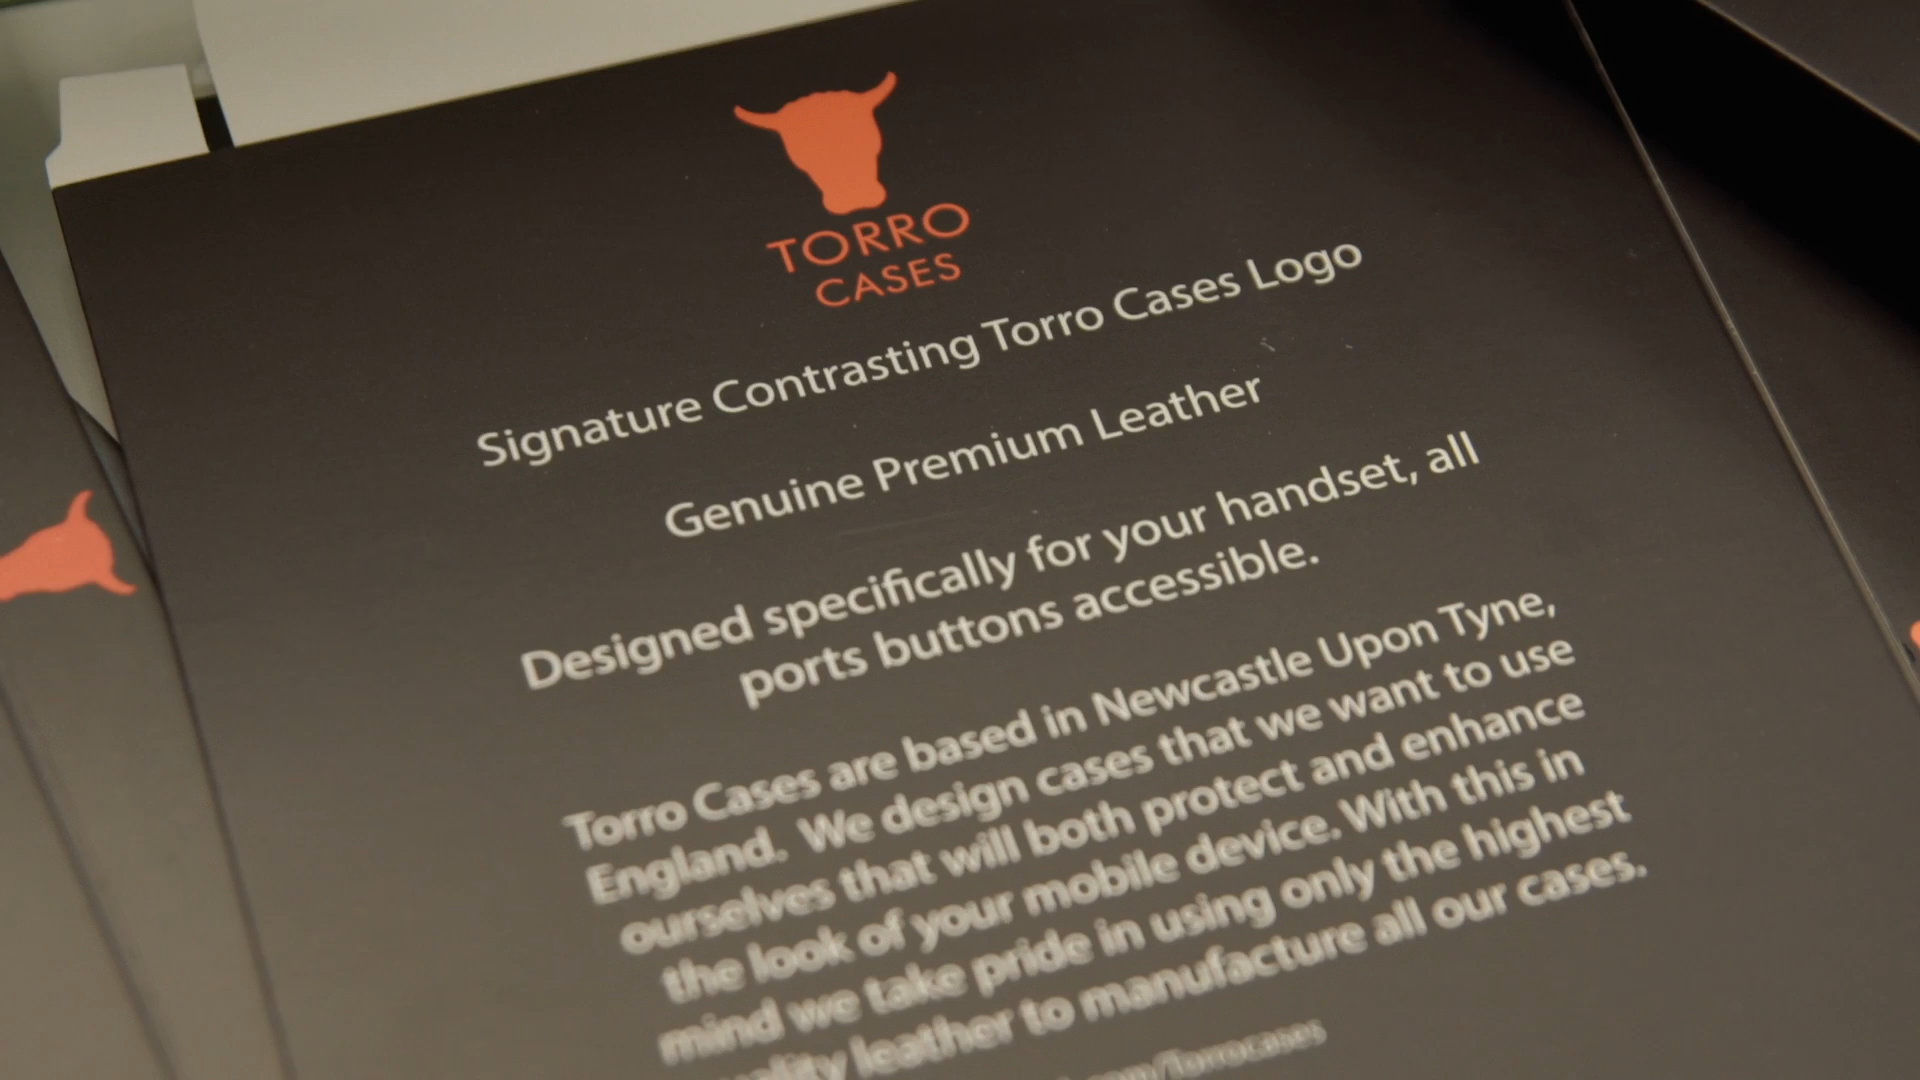 TORRO
CASES
Signature Contrasting Torro Cases Logo
Genuine Premium Leather
Designed specifically for your handset, all
ports buttons accessible.
Torro Cases are based in Newcastle Upon Tyne,
England. We design cases that we want to use
ourselves that will both protect and enhance
the look of your mobile device. With this in
mind we take pride in using only the highest
leather to manufacture all our cases.
.com/Torrocases